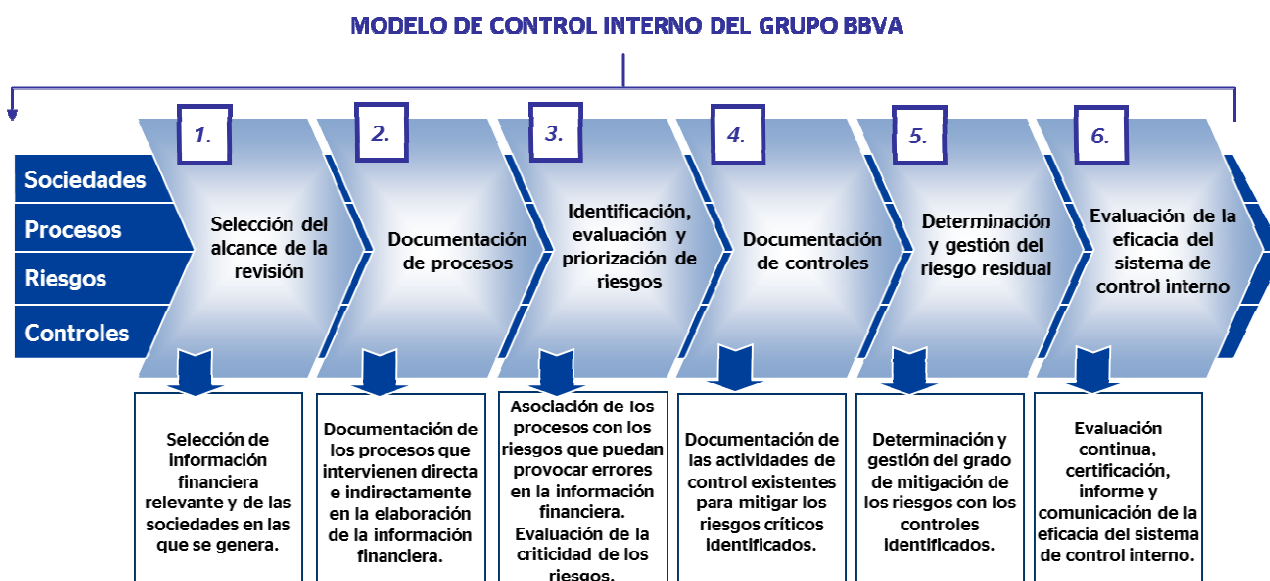 MODELO DE CONTROL INTERNO DEL GRUPO BBVA
Sociedades
Procesos
Riesgos
Controles
1.
Selección del
alcance de la
revisión
2.
Documentación
de procesos
3.
Identificación,
evaluación y
priorización de
riesgos
4.
Documentación
de controles
5.
Determinación
y gestión del
riesgo residual
6.
Evaluación de la
eficacia del
sistema de
control interno
Selección de
información
financiera
relevante y de las
sociedades en las
que se genera.
Documentación de
los procesos que
intervienen directa
e indirectamente
en la elaboración
de la información
financiera.
Asociación de los
procesos con los
riesgos que puedan
provocar errores
en la información
financiera.
Evaluación de la
criticidad de los
riesgos.
Documentación de
las actividades de
control existentes
para mitigar los
riesgos críticos
identificados.
Determinación y
gestión del grado
de mitigación de
los riesgos con los
controles
identificados.
Evaluación
continua,
certificación,
informe y
comunicación de la
eficacia del sistema
de control interno.